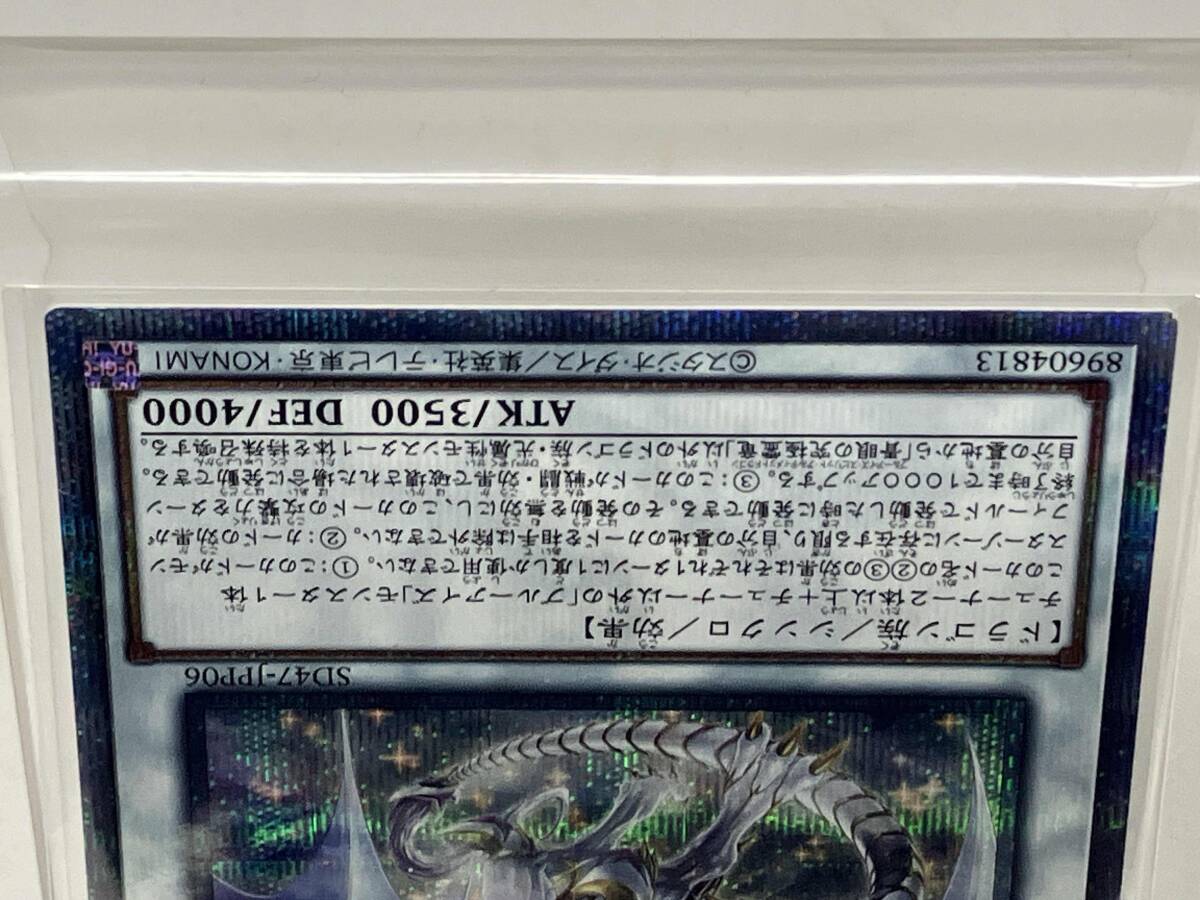 SD47-JPP06
【ドラゴン族／シンクロ／効果】
チューナー２体以上＋チューナー以外の「ブルーアイズ」モンスター１体
このカード名の②③の効果はそれぞれ１ターンに１度しか使用できない。①：このカードがモン
スターゾーンに存在する限り、自分の墓地のカードを相手は除外できない。②：カードの効果が
フィールドで発動した時に発動できる。その発動を無効にし、このカードの攻撃力をターン
終了時まで１０００アップする。③：このカードが戦闘・効果で破壊された場合に発動できる。
自分の墓地から「青眼の究極霊竜」以外のドラゴン族・光属性モンスター１体を特殊召喚する。
ATK/3500 DEF/4000
89604813 ©スタジオ・ダイス／集英社・テレビ東京・KONAMI